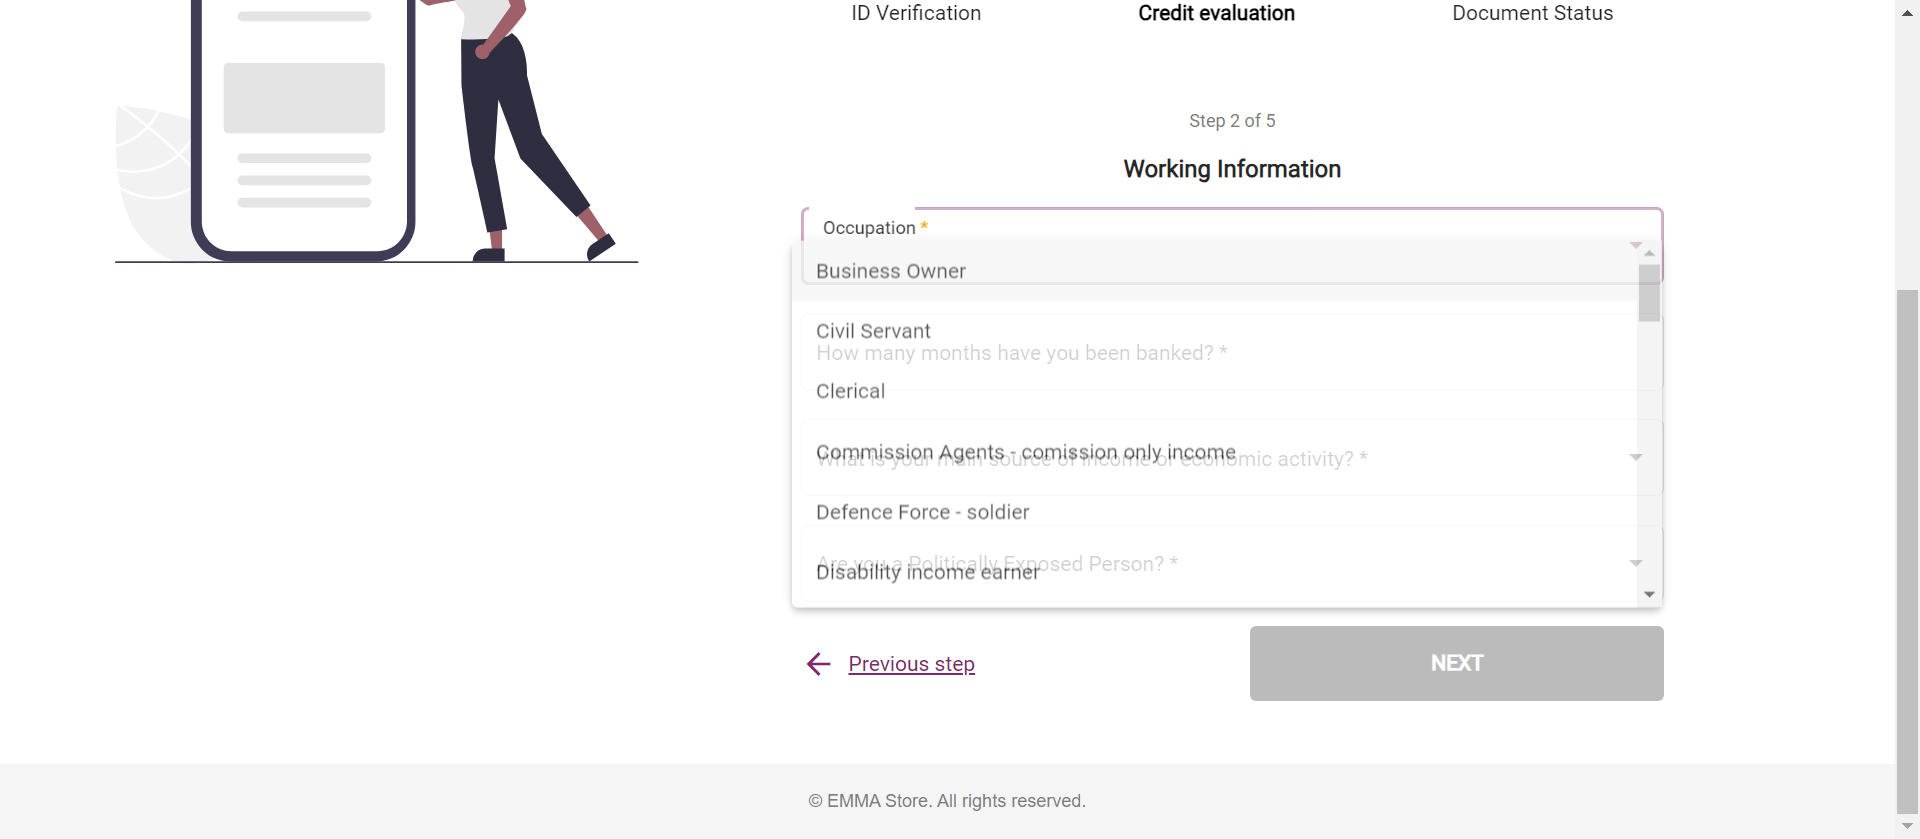 ID Verification
Credit evaluation
Document Status
Step 2 of 5
Working Information
Occupation *
Business Owner
Civil Servant
How many months have you been banked? *
Clerical
Commission Agents - comission only income
What is your main source of income or economic activity? *
Defence Force - soldier
Are you a Politically Exposed Person? *
Disability income earner
Previous step
NEXT
© EMMA Store. All rights reserved.